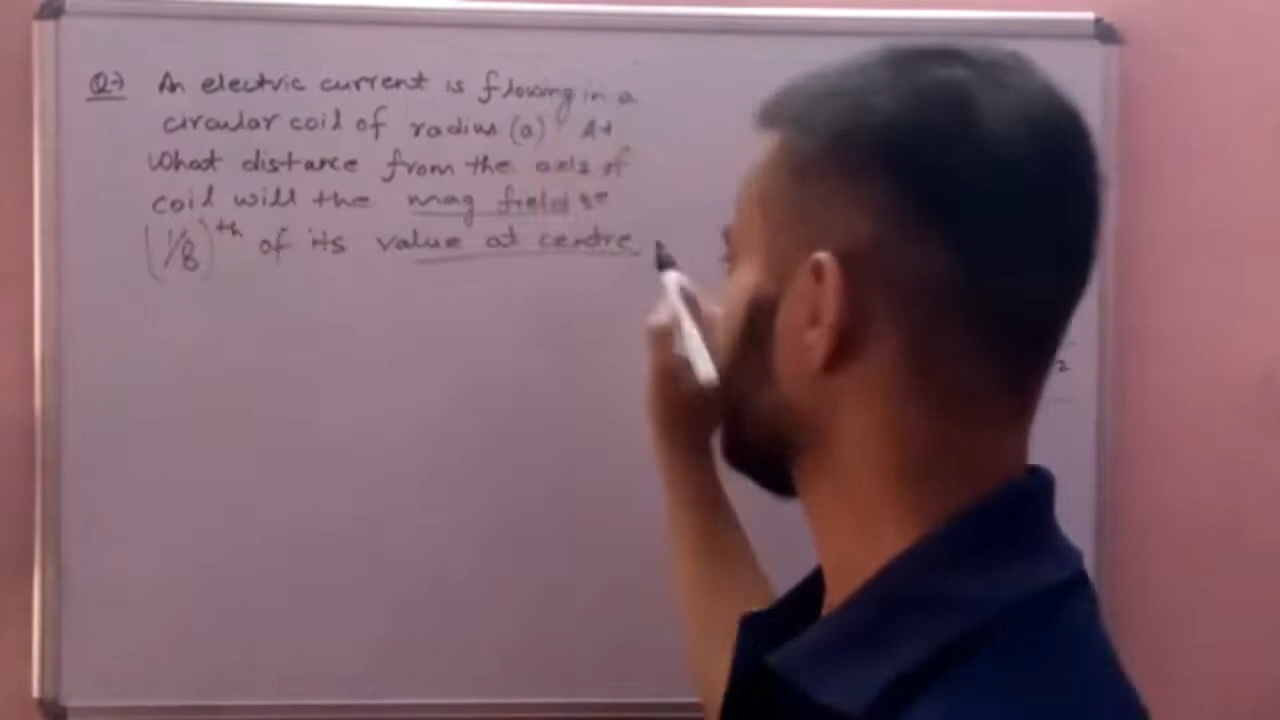 Q→ An electric current is flowing in a
circular coil of radius (a) At
What distance from the axis of
coil will the mag field be
(1/8)th of its value at centre
2